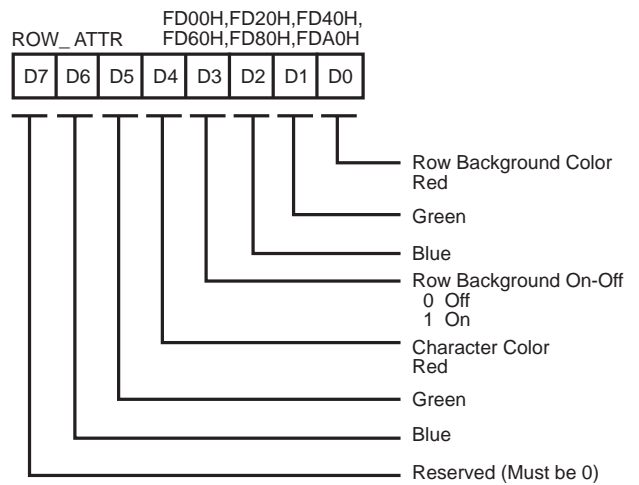 FD00H,FD20H,FD40H,
ROW_ ATTR FD60H,FD80H,FDA0H
D7 D6 D5 D4 D3 D2 D1 D0
Row Background Color
Red
Green
Blue
Row Background On-Off
0 Off
1 On
Character Color
Red
Green
Blue
Reserved (Must be 0)